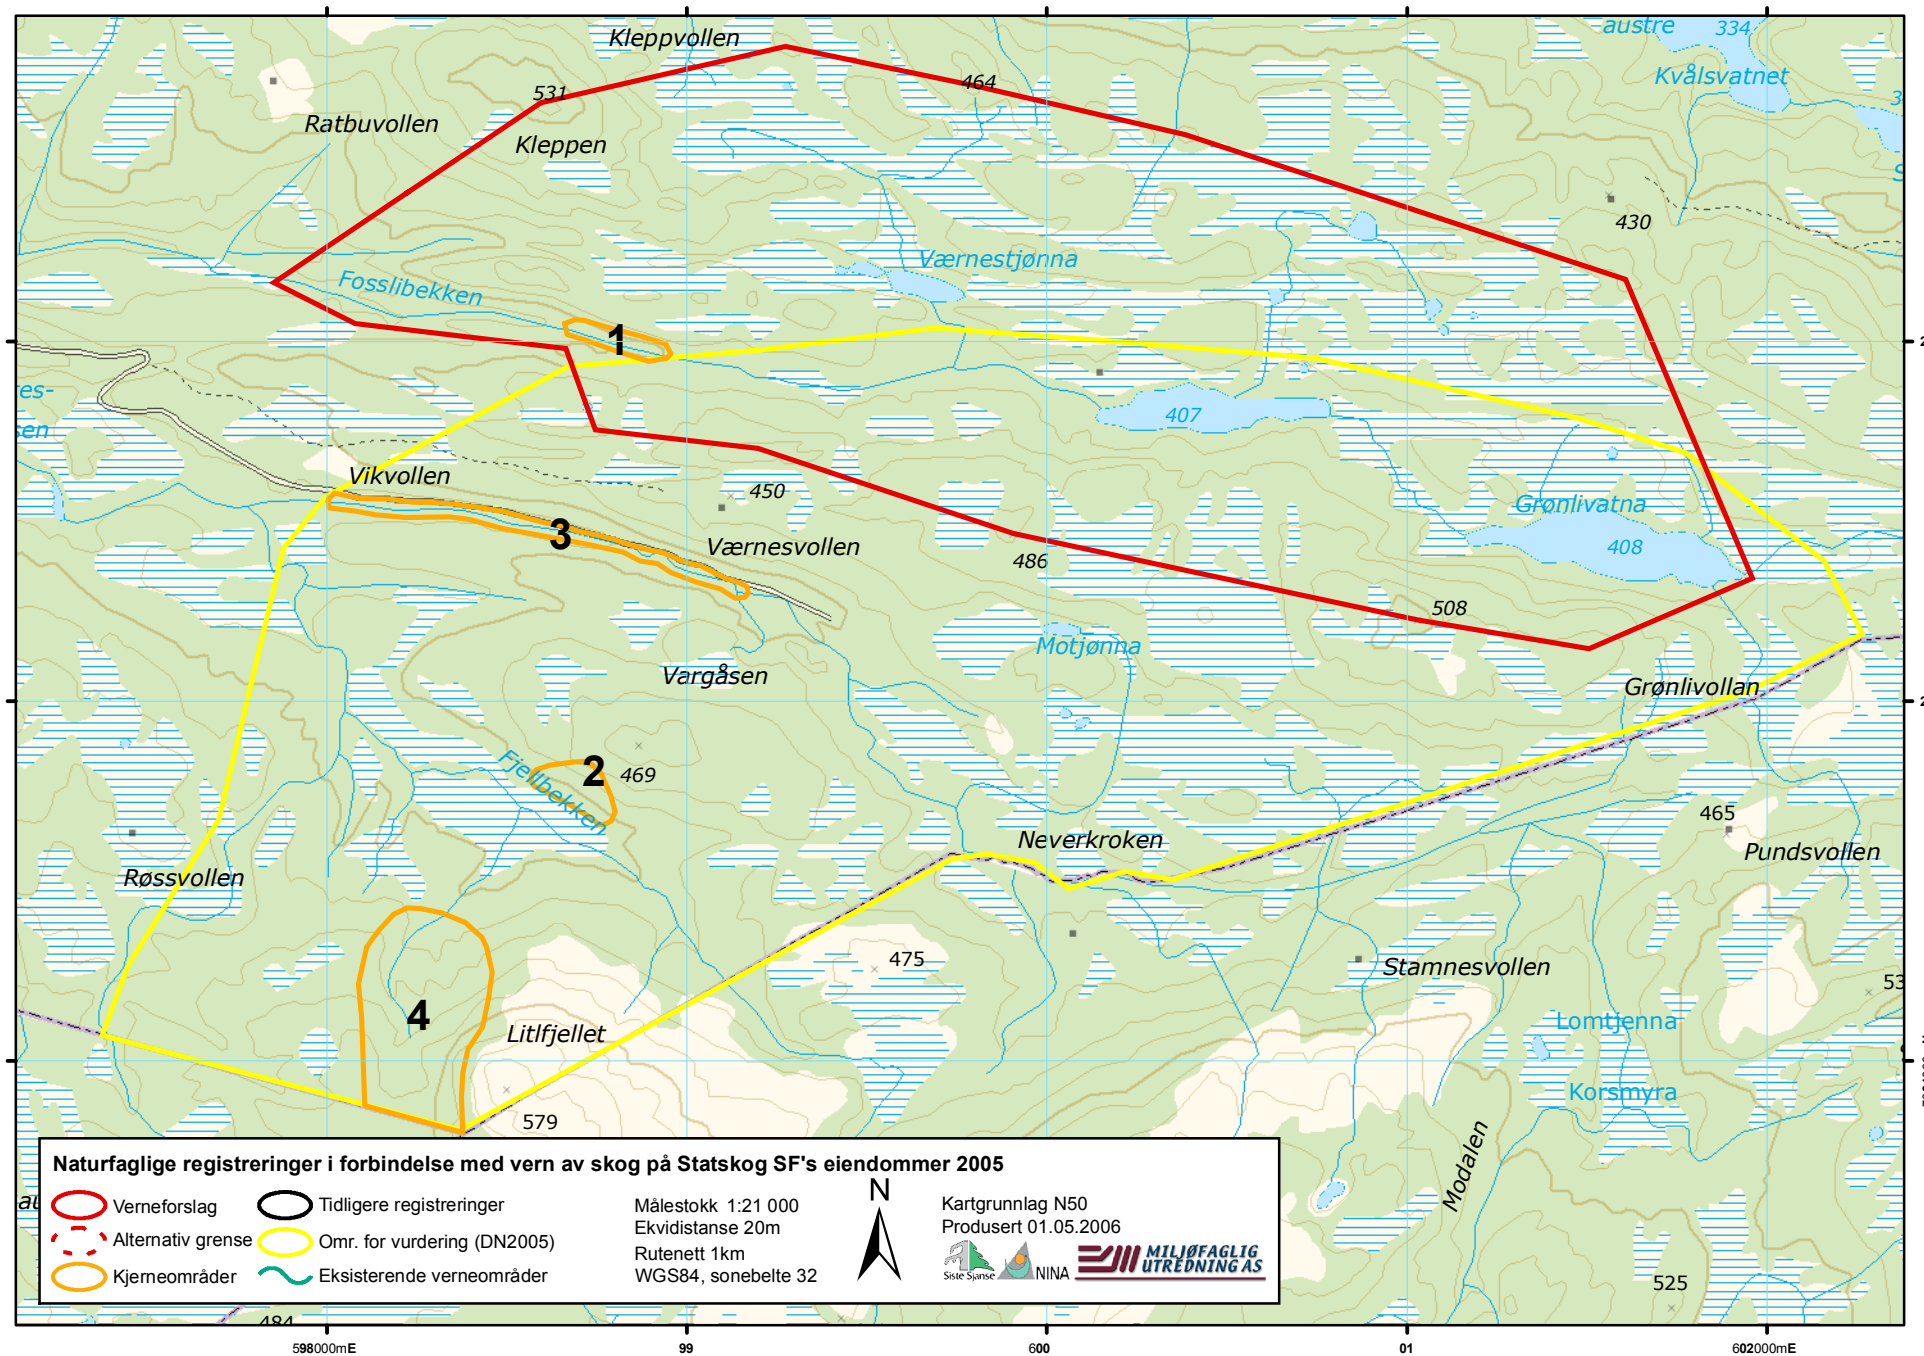 Kleppvollen
austre
334
Kvålsvatnet
464
531
Ratbuvollen
Kleppen
430
Værnestjønna
Fosslibekken
1
407
Vikvollen
450
Grønlivatna
3
Værnesvollen
408
486
508
Motjønna
Vargåsen
Grønlivollan
Fjellbekken
2
469
465
Neverkroken
Pundsvollen
Røssvollen
475
Stamnesvollen
4
Litlfjellet
Lomtjenna
Korsmyra
579
Modalen
525
484
Naturfaglige registreringer i forbindelse med vern av skog på Statskog SF's eiendommer 2005
Verneforslag
Alternativ grense
Kjerneområder
Tidligere registreringer
Omr. for vurdering (DN2005)
Eksisterende verneområder
Målestokk 1:21 000
Ekvidistanse 20m
Rutenett 1km
WGS84, sonebelte 32
N
Kartgrunnlag N50
Produsert 01.05.2006
Siste Sjanse
NINA
MILJØFAGLIG
UTREDNING AS
598000mE
99
600
01
602000mE